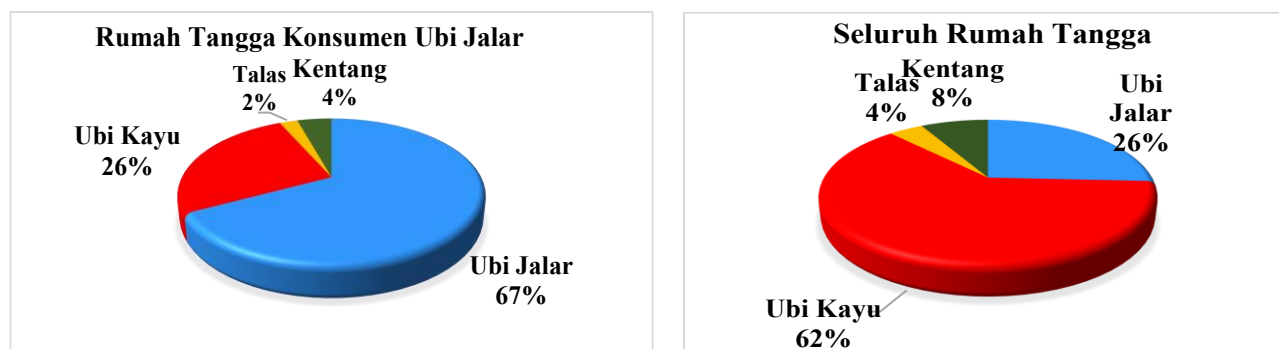 Rumah Tangga Konsumen Ubi Jalar
Talas
2%
Kentang
4%
Ubi Kayu
26%
Ubi Jalar
67%
Seluruh Rumah Tangga
Talas
4%
Kentang
8%
Ubi
Jalar
26%
Ubi Kayu
62%